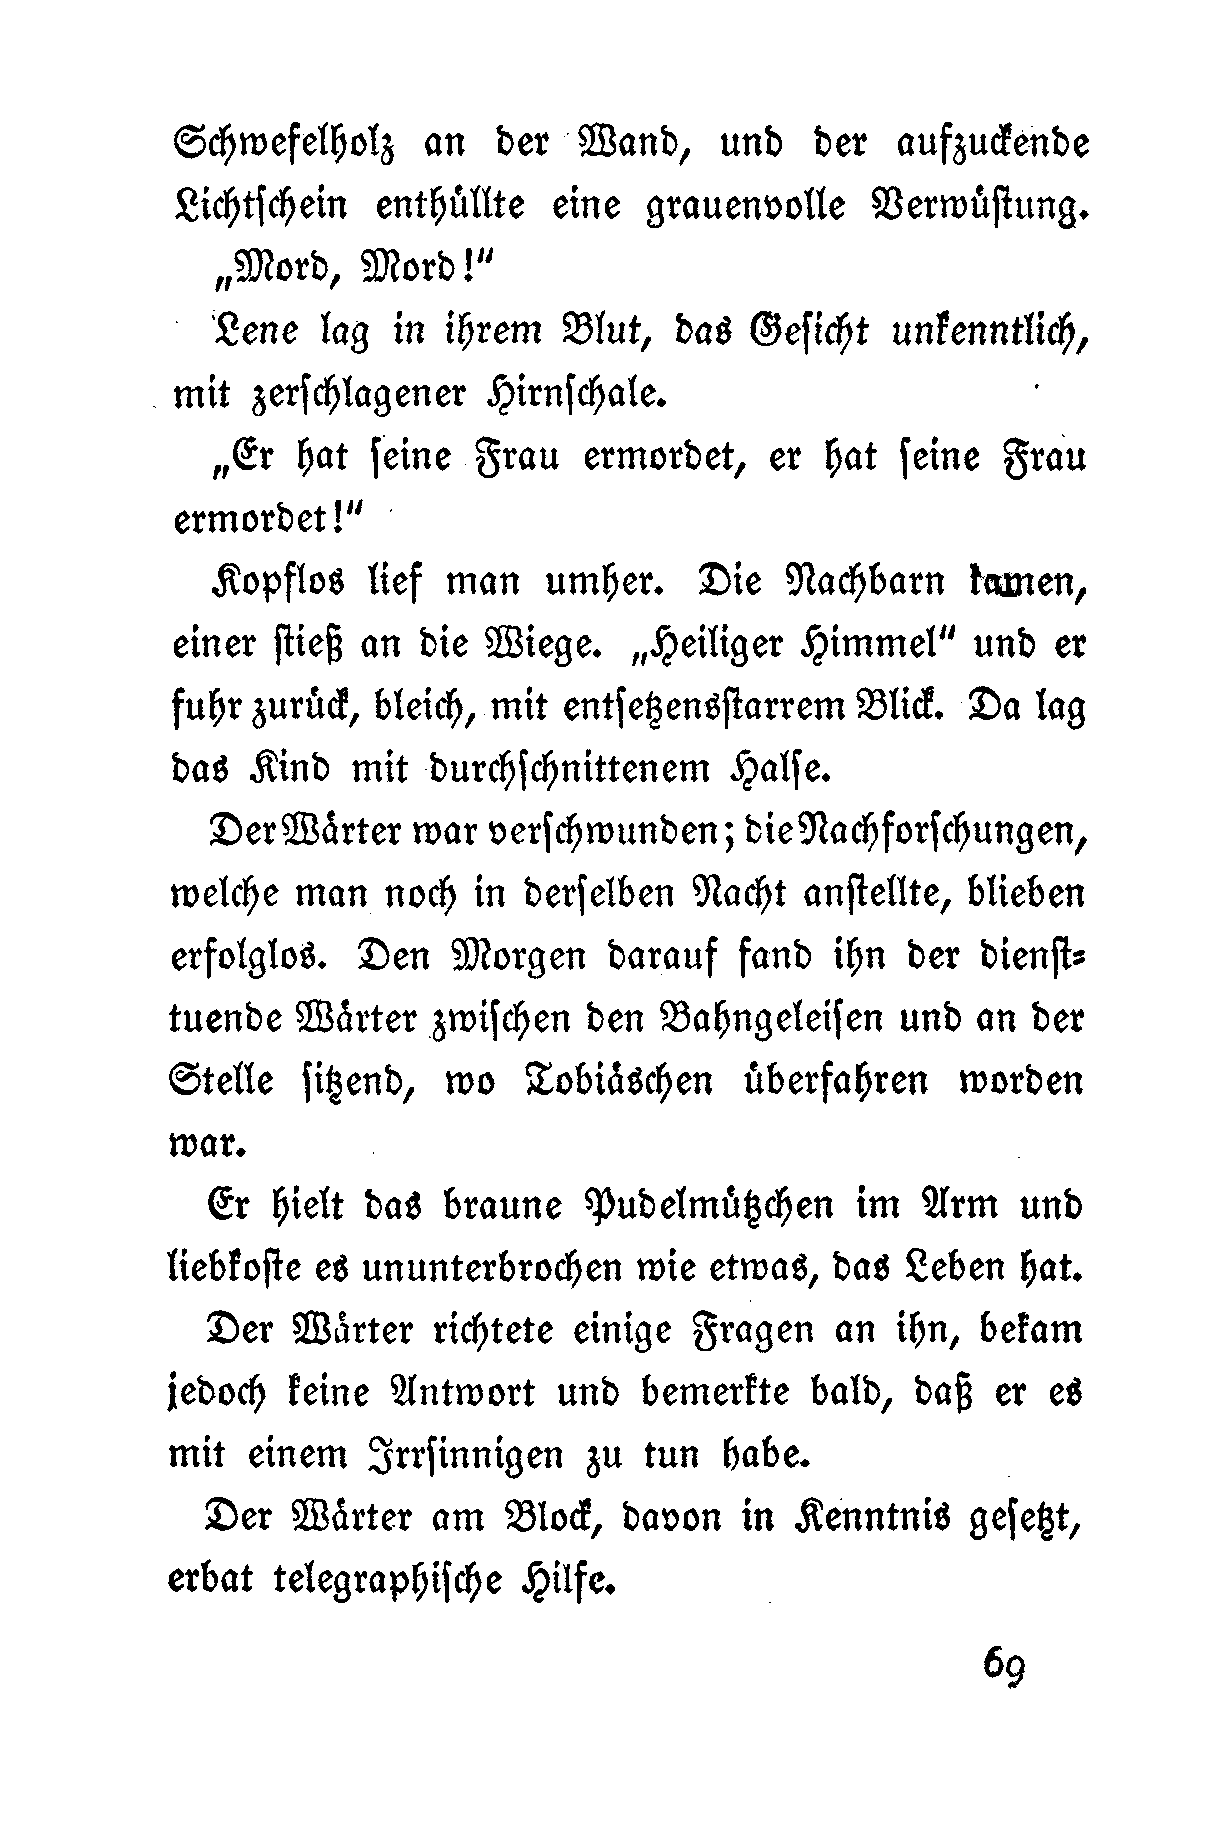 Schwefelholz an der Wand, und der aufzuckende
Lichtſchein enthüllte eine grauenvolle Verwüſtung.
„Mord, Mord!“
Lene lag in ihrem Blut, das Geſicht unkenntlich,
mit zerſchlagener Hirnſchale.
„Er hat ſeine Frau ermordet, er hat ſeine Frau
ermordet!“
Kopflos lief man umher. Die Nachbarn kamen,
einer ſtieß an die Wiege. „Heiliger Himmel“ und er
fuhr zurück, bleich, mit entſetzensſtarrem Blick. Da lag
das Kind mit durchſchnittenem Halſe.
Der Wärter war verſchwunden; die Nachforſchungen,
welche man noch in derſelben Nacht anſtellte, blieben
erfolglos. Den Morgen darauf fand ihn der dienſt⸗
tuende Wärter zwiſchen den Bahngeleiſen und an der
Stelle ſitzend, wo Tobiäschen überfahren worden
war.
Er hielt das braune Pudelmützchen im Arm und
liebkoſte es ununterbrochen wie etwas, das Leben hat.
Der Wärter richtete einige Fragen an ihn, bekam
jedoch keine Antwort und bemerkte bald, daß er es
mit einem Irrſinnigen zu tun habe.
Der Wärter am Block, davon in Kenntnis geſetzt,
erbat telegraphiſche Hilfe.
69